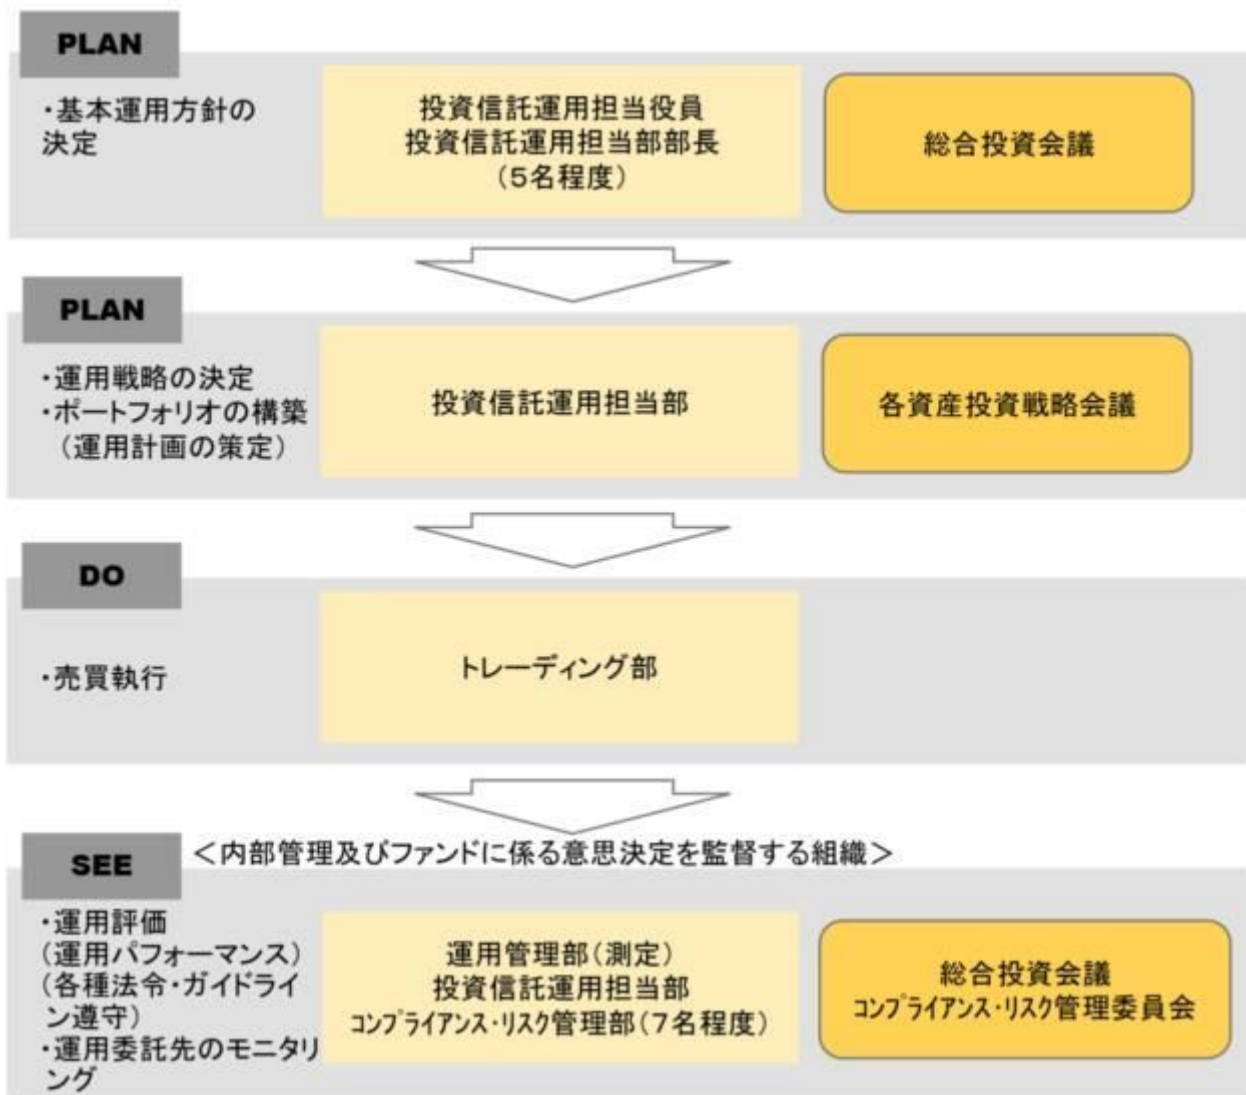 PLAN
・基本運用方針の
決定
投資信託運用担当役員
投資信託運用担当部部長
（５名程度）
総合投資会議
PLAN
・運用戦略の決定
・ポートフォリオの構築
（運用計画の策定）
投資信託運用担当部
各資産投資戦略会議
DO
・売買執行
トレーディング部
SEE
＜内部管理及びファンドに係る意思決定を監督する組織＞
・運用評価
(運用パフォーマンス)
(各種法令・ガイドライ
ン遵守)
・運用委託先のモニタリ
ング
運用管理部（測定）
投資信託運用担当部
ｺﾝﾌﾟﾗｲｱﾝｽ・ﾘｽｸ管理部（７名程度）
総合投資会議
ｺﾝﾌﾟﾗｲｱﾝｽ・ﾘｽｸ管理委員会